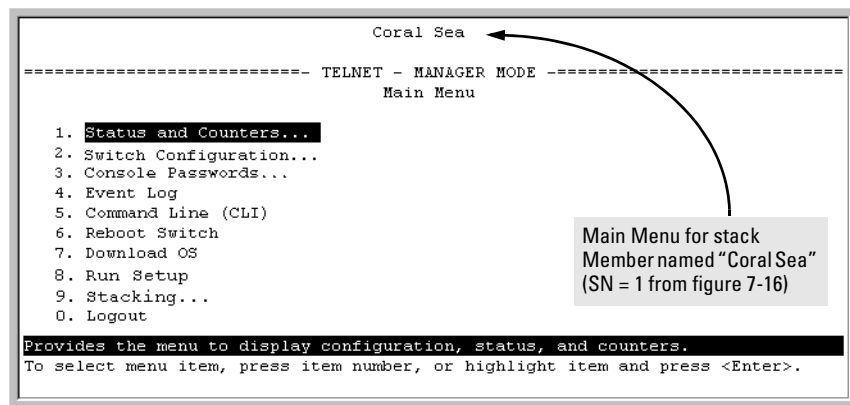 Coral Sea
==========================- TELNET - MANAGER MODE -============================
Main Menu
1. Status and Counters...
2. Switch Configuration...
3. Console Passwords...
4. Event Log
5. Command Line (CLI)
6. Reboot Switch
7. Download OS
8. Run Setup
9. Stacking...
0. Logout
Main Menu for stack
Member named “Coral Sea”
(SN = 1 from figure 7-16)
Provides the menu to display configuration, status, and counters.
To select menu item, press item number, or highlight item and press <Enter>.